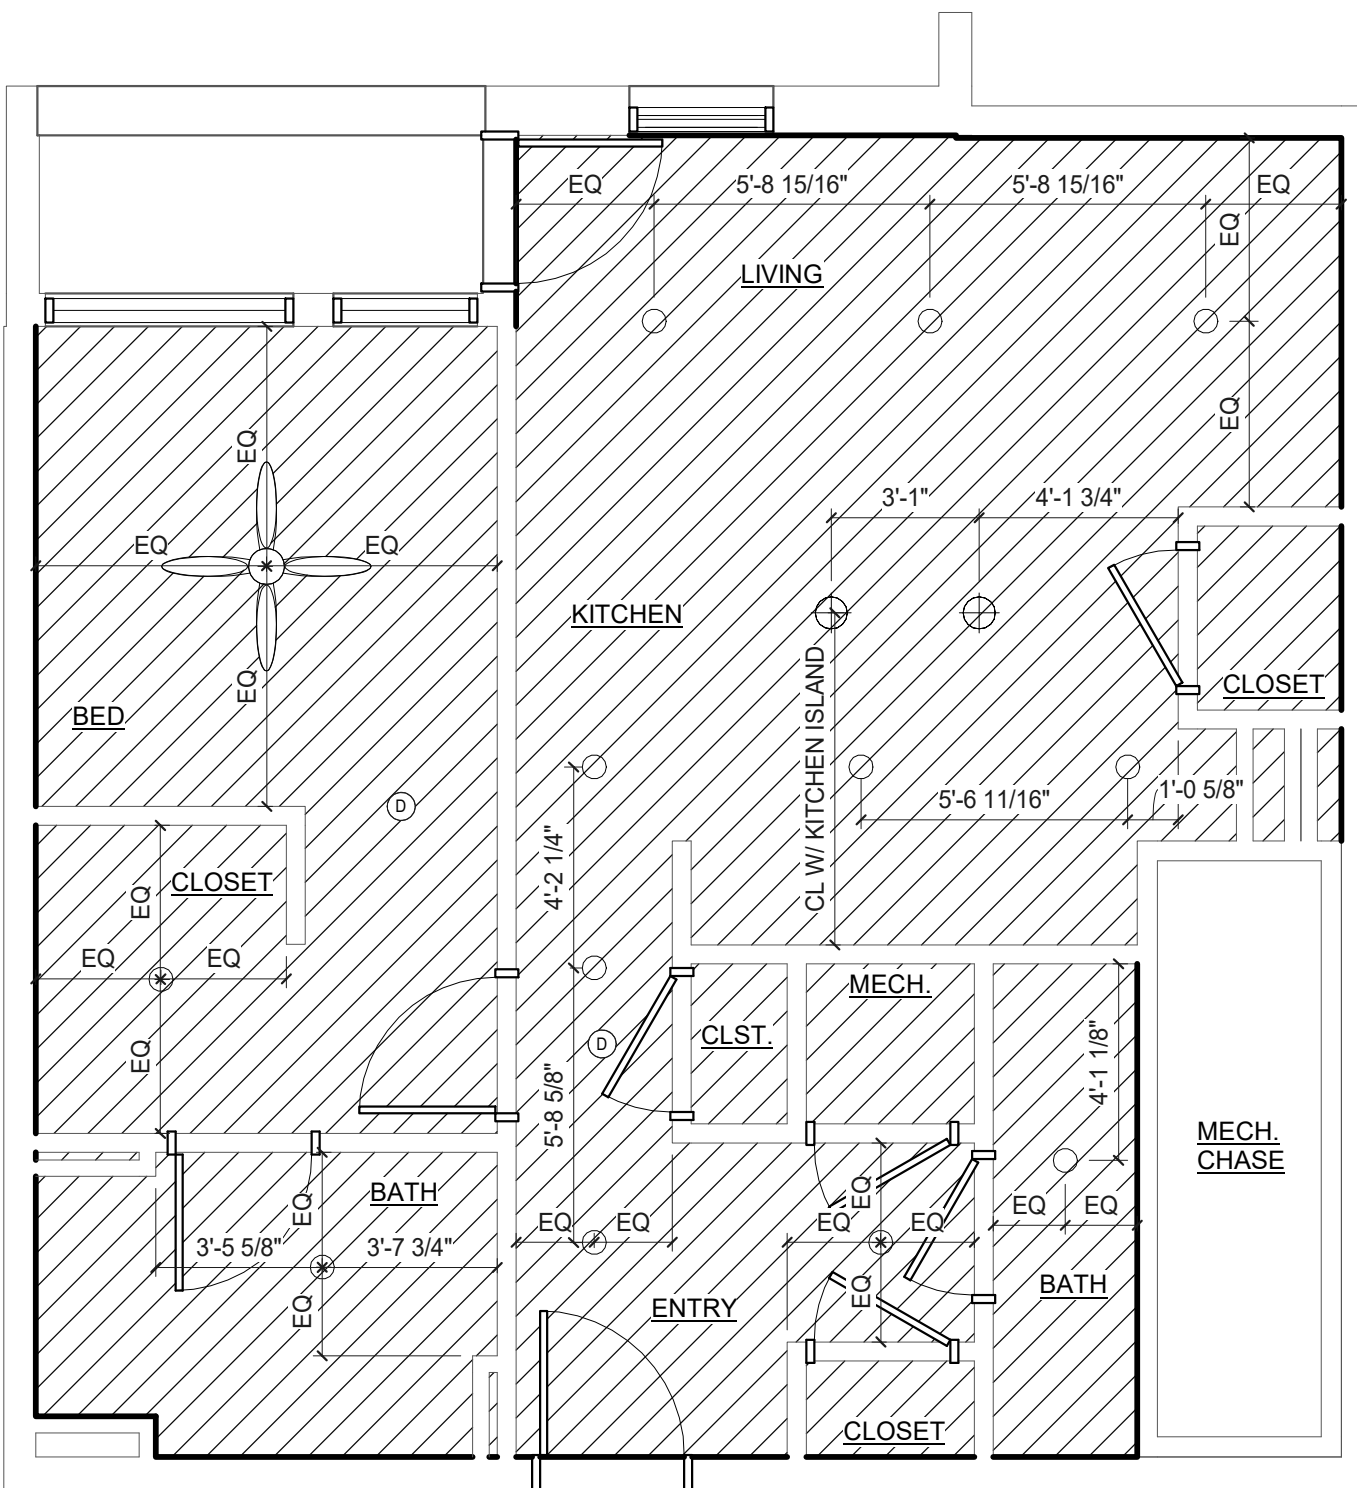 EQ
5'-8 15/16"
5'-8 15/16"
EQ
EQ
LIVING
EQ
EQ
3'-1"
4'-1 3/4"
EQ
EQ
KITCHEN
CL W/ KITCHEN ISLAND
CLOSET
EQ
BED
D
4'-2 1/4"
5'-6 11/16"
1'-0 5/8"
CLOSET
EQ
EQ
EQ
EQ
MECH.
CLST.
D
5'-8 5/8"
4'-1 1/8"
MECH.
CHASE
BATH
EQ
3'-5 5/8"
3'-7 3/4"
EQ
EQ
EQ
EQ
EQ
EQ
EQ
EQ
EQ
ENTRY
BATH
CLOSET